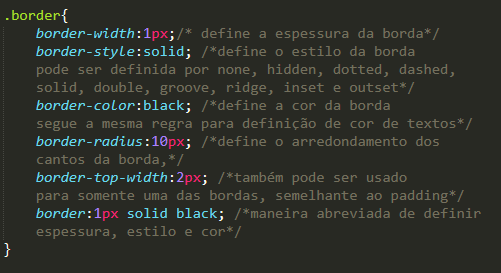 .border{
border-width:1px;/* define a espessura da borda*/
border-style:solid; /*define o estilo da borda
pode ser definida por none, hidden, dotted, dashed,
solid, double, groove, ridge, inset e outset*/
border-color:black; /*define a cor da borda
segue a mesma regra para definição de cor de textos*/
border-radius:10px; /*define o arredondamento dos
cantos da borda,*/
border-top-width:2px; /*também pode ser usado
para somente uma das bordas, semelhante ao padding*/
border:1px solid black; /*maneira abreviada de definir
espessura, estilo e cor*/
}